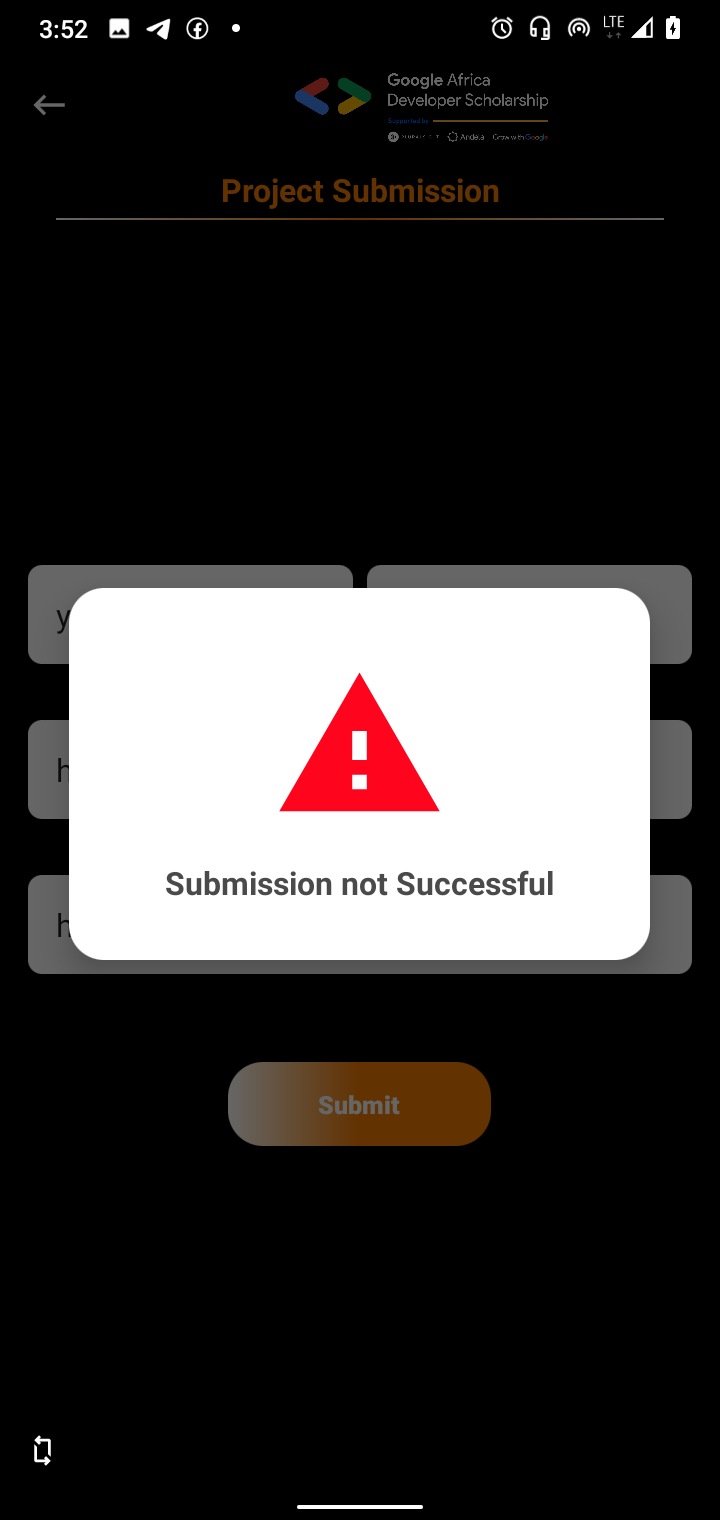 3:52
LTE
Google Africa
Developer Scholarship
Supported by
Andela Grow with Google
Project Submission
y
h
Submission not Successful
h
Submit